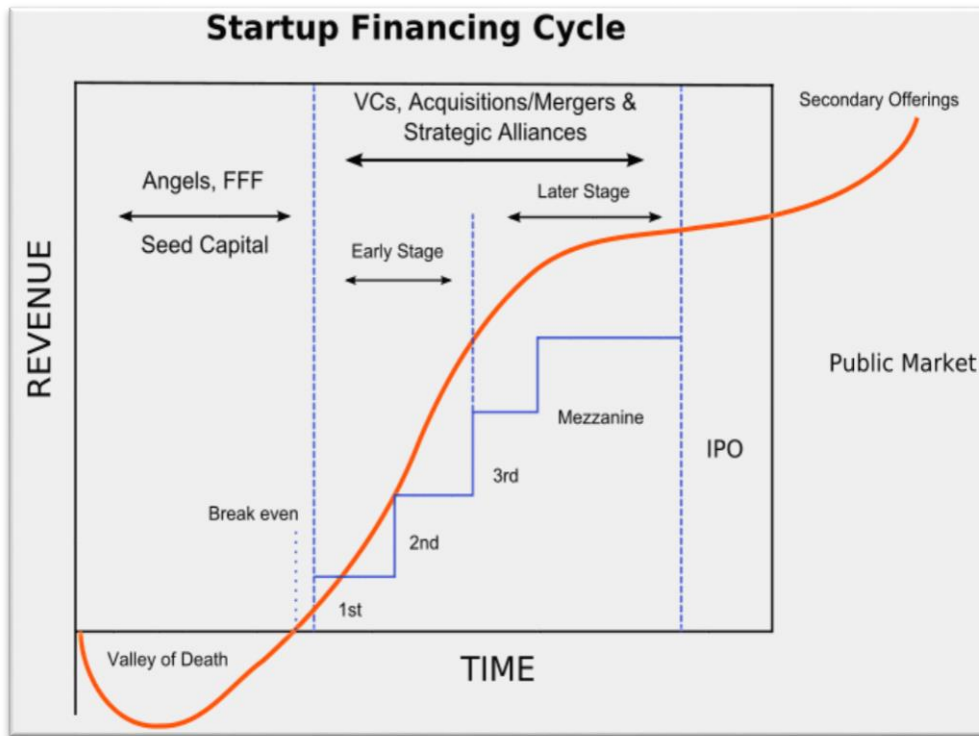 Startup Financing Cycle
VCs, Acquisitions/Mergers &
Strategic Alliances
Secondary Offerings
Angels, FFF
Later Stage
Seed Capital
Early Stage
REVENUE
Public Market
Mezzanine
IPO
3rd
Break even
2nd
1st
Valley of Death
TIME